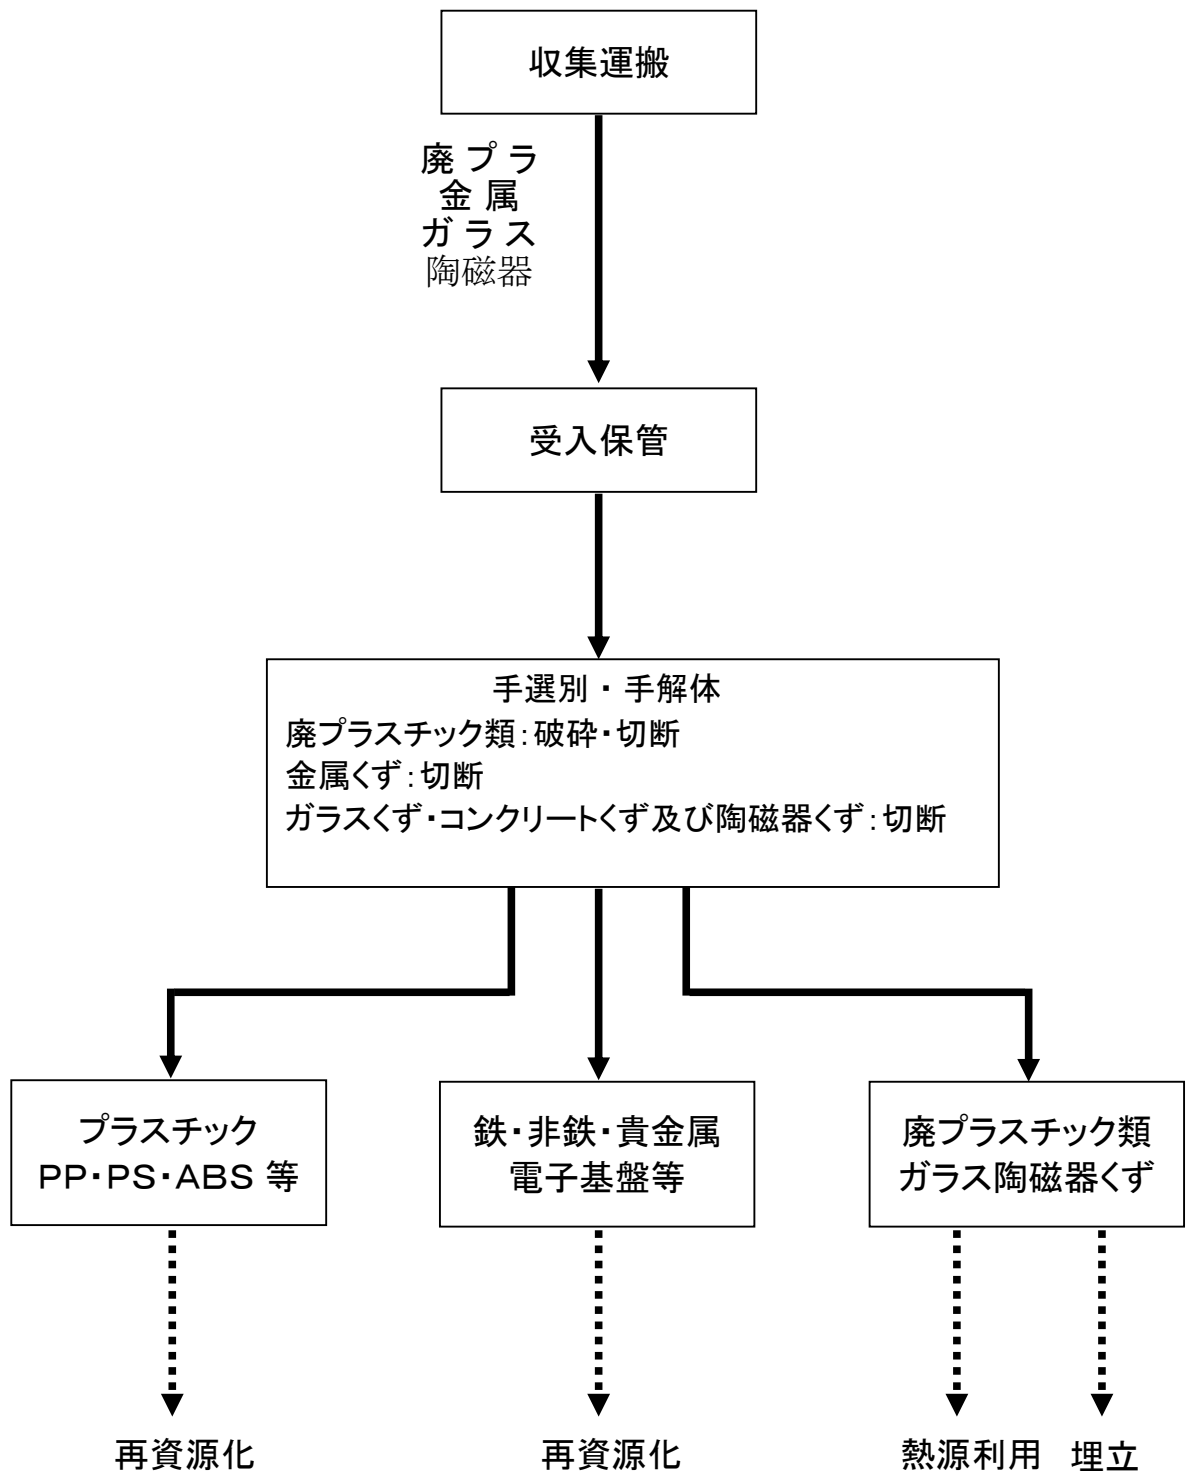 収集運搬
廃プラ
金属
ガラス
陶磁器
受入保管
手選別・手解体
廃プラスチック類：破砕・切断
金属くず：切断
ガラスくず・コンクリートくず及び陶磁器くず：切断
プラスチック
PP・PS・ABS 等
鉄・非鉄・貴金属
電子基盤等
廃プラスチック類
ガラス陶磁器くず
再資源化
再資源化
熱源利用
埋立